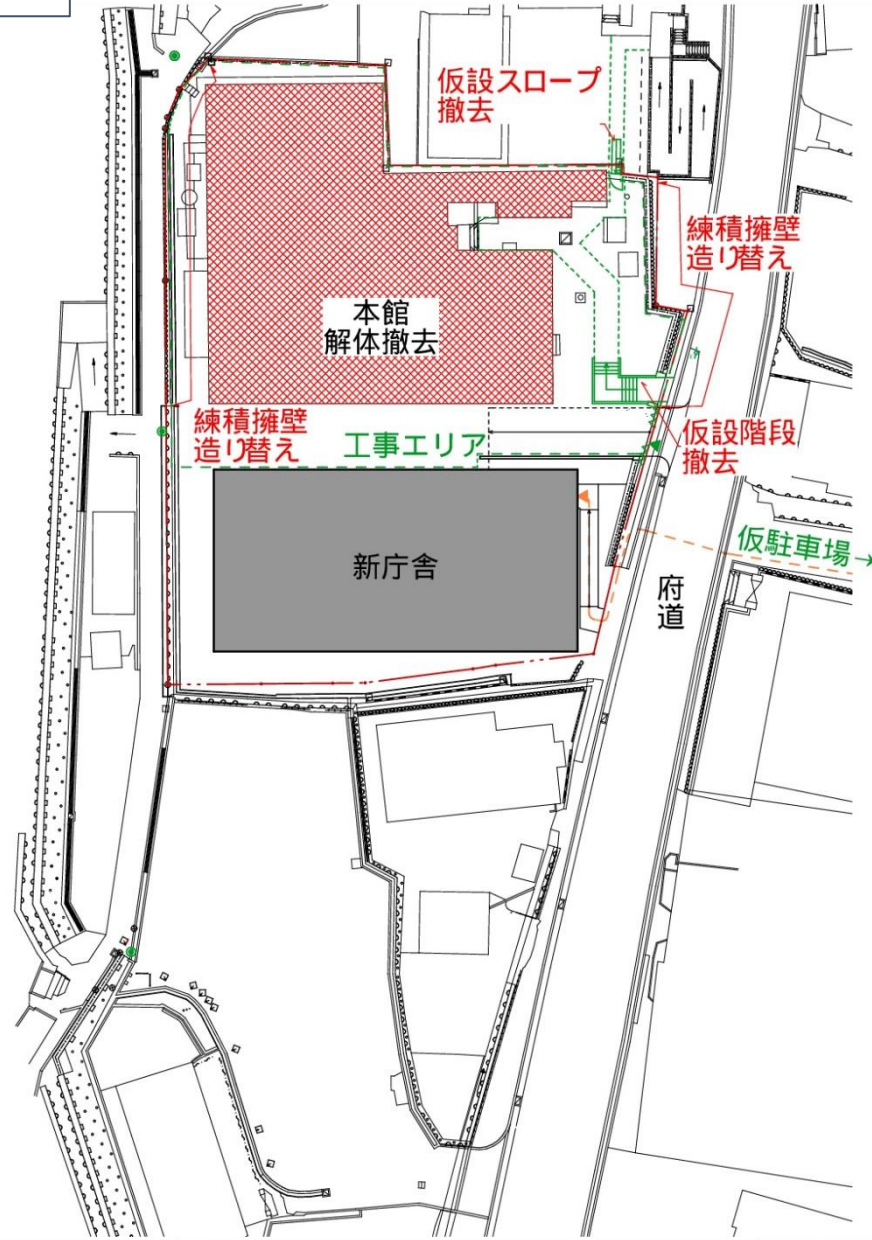 仮設スロープ
撤去
練積擁壁
造り替え
本館
解体撤去
練積擁壁
造り替え
工事エリア
仮設階段
撤去
新庁舎
仮駐車場→
府道